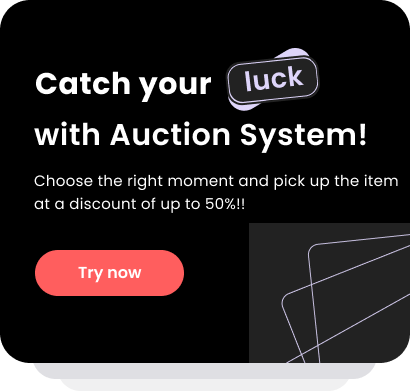 Catch your luck
with Auction System!
Choose the right moment and pick up the item
at a discount of up to 50%!!
Try now